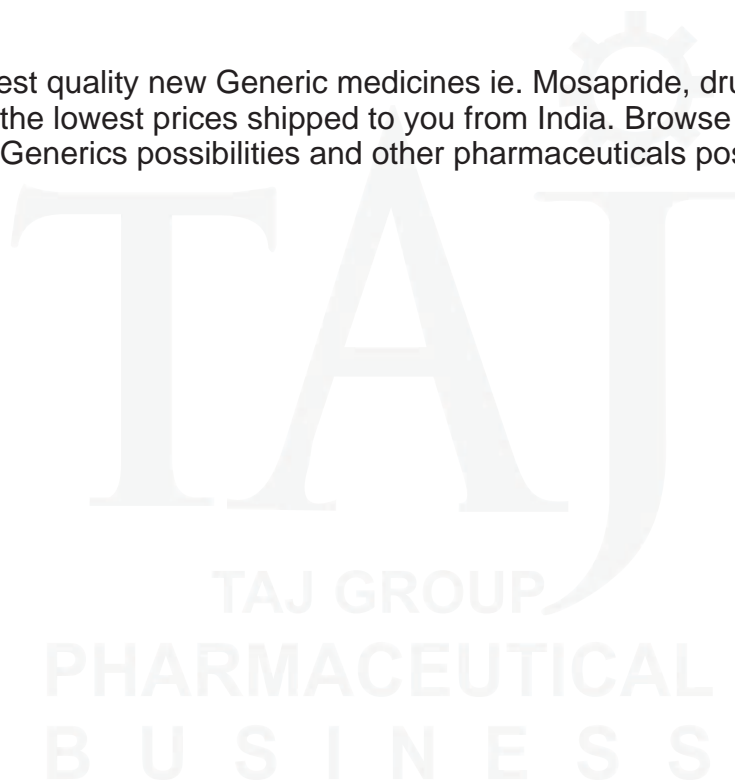 est quality new Generic medicines ie. Mosapride, dru
the lowest prices shipped to you from India. Browse
Generics possibilities and other pharmaceuticals pos
TAJ
TAJ GROUP
PHARMACEUTICAL
BUSINESS